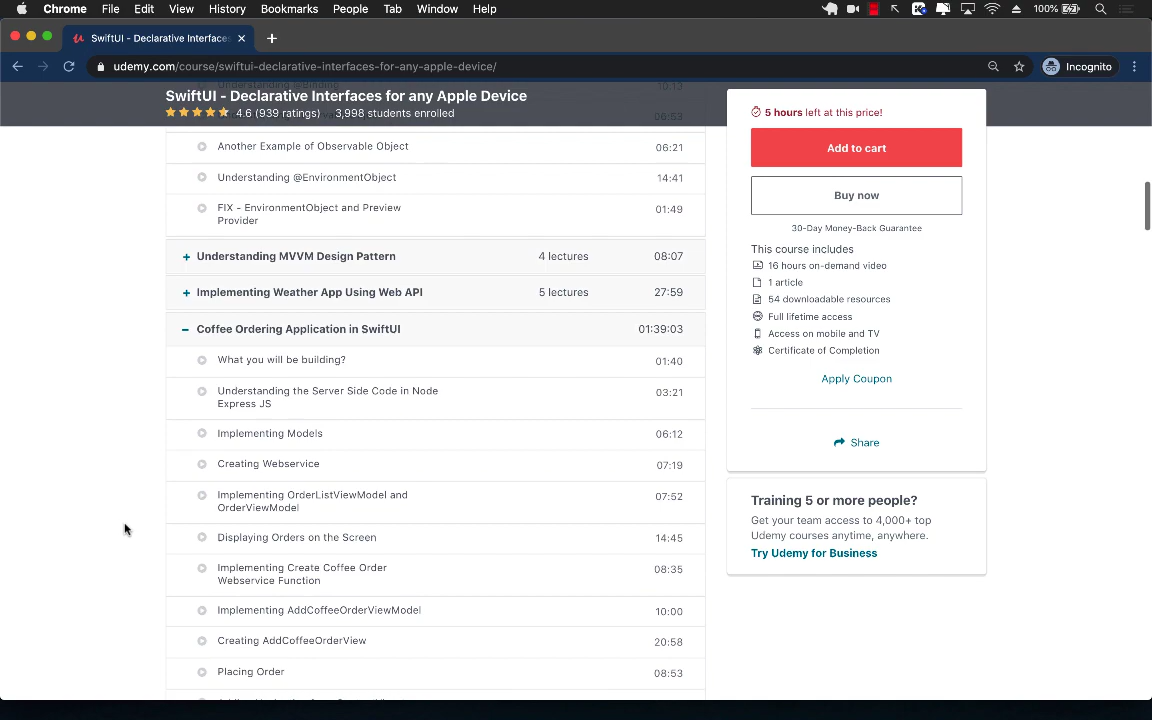 Chrome File Edit View History Bookmarks People Tab Window Help 100%
SwiftUI - Declarative Interfaces
udemy.com/course/swiftui-declarative-interfaces-for-any-apple-device/ Incognito
Understanding @Binding 10:13
SwiftUI - Declarative Interfaces for any Apple Device
4.6 (939 ratings) 3,998 students enrolled
06:53
Another Example of Observable Object 06:21
Understanding @EnvironmentObject 14:41
FIX - EnvironmentObject and Preview
Provider
01:49
Understanding MVVM Design Pattern 4 lectures 08:07
Implementing Weather App Using Web API 5 lectures 27:59
Coffee Ordering Application in SwiftUI 01:39:03
What you will be building? 01:40
Understanding the Server Side Code in Node
Express JS
03:21
Implementing Models 06:12
Creating Webservice 07:19
Implementing OrderListViewModel and
OrderViewModel
07:52
Displaying Orders on the Screen 14:45
Implementing Create Coffee Order
Webservice Function
08:35
Implementing AddCoffeeOrderViewModel 10:00
Creating AddCoffeeOrderView 20:58
Placing Order 08:53
5 hours left at this price!
Add to cart
Buy now
30-Day Money-Back Guarantee
This course includes
16 hours on-demand video
1 article
54 downloadable resources
Full lifetime access
Access on mobile and TV
Certificate of Completion
Apply Coupon
Share
Training 5 or more people?
Get your team access to 4,000+ top
Udemy courses anytime, anywhere.
Try Udemy for Business